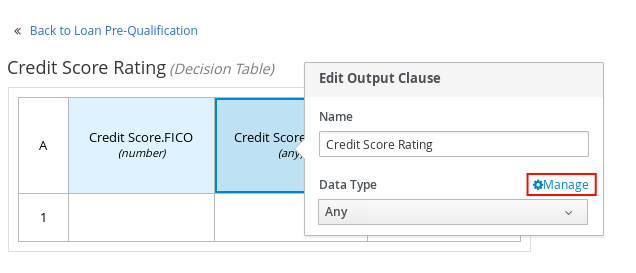 « Back to Loan Pre-Qualification
Credit Score Rating (Decision Table)
Edit Output Clause
Name
Credit Score Rating
Data Type
Manage
Any
A
Credit Score.FICO
(number)
Credit Score
(any)
1